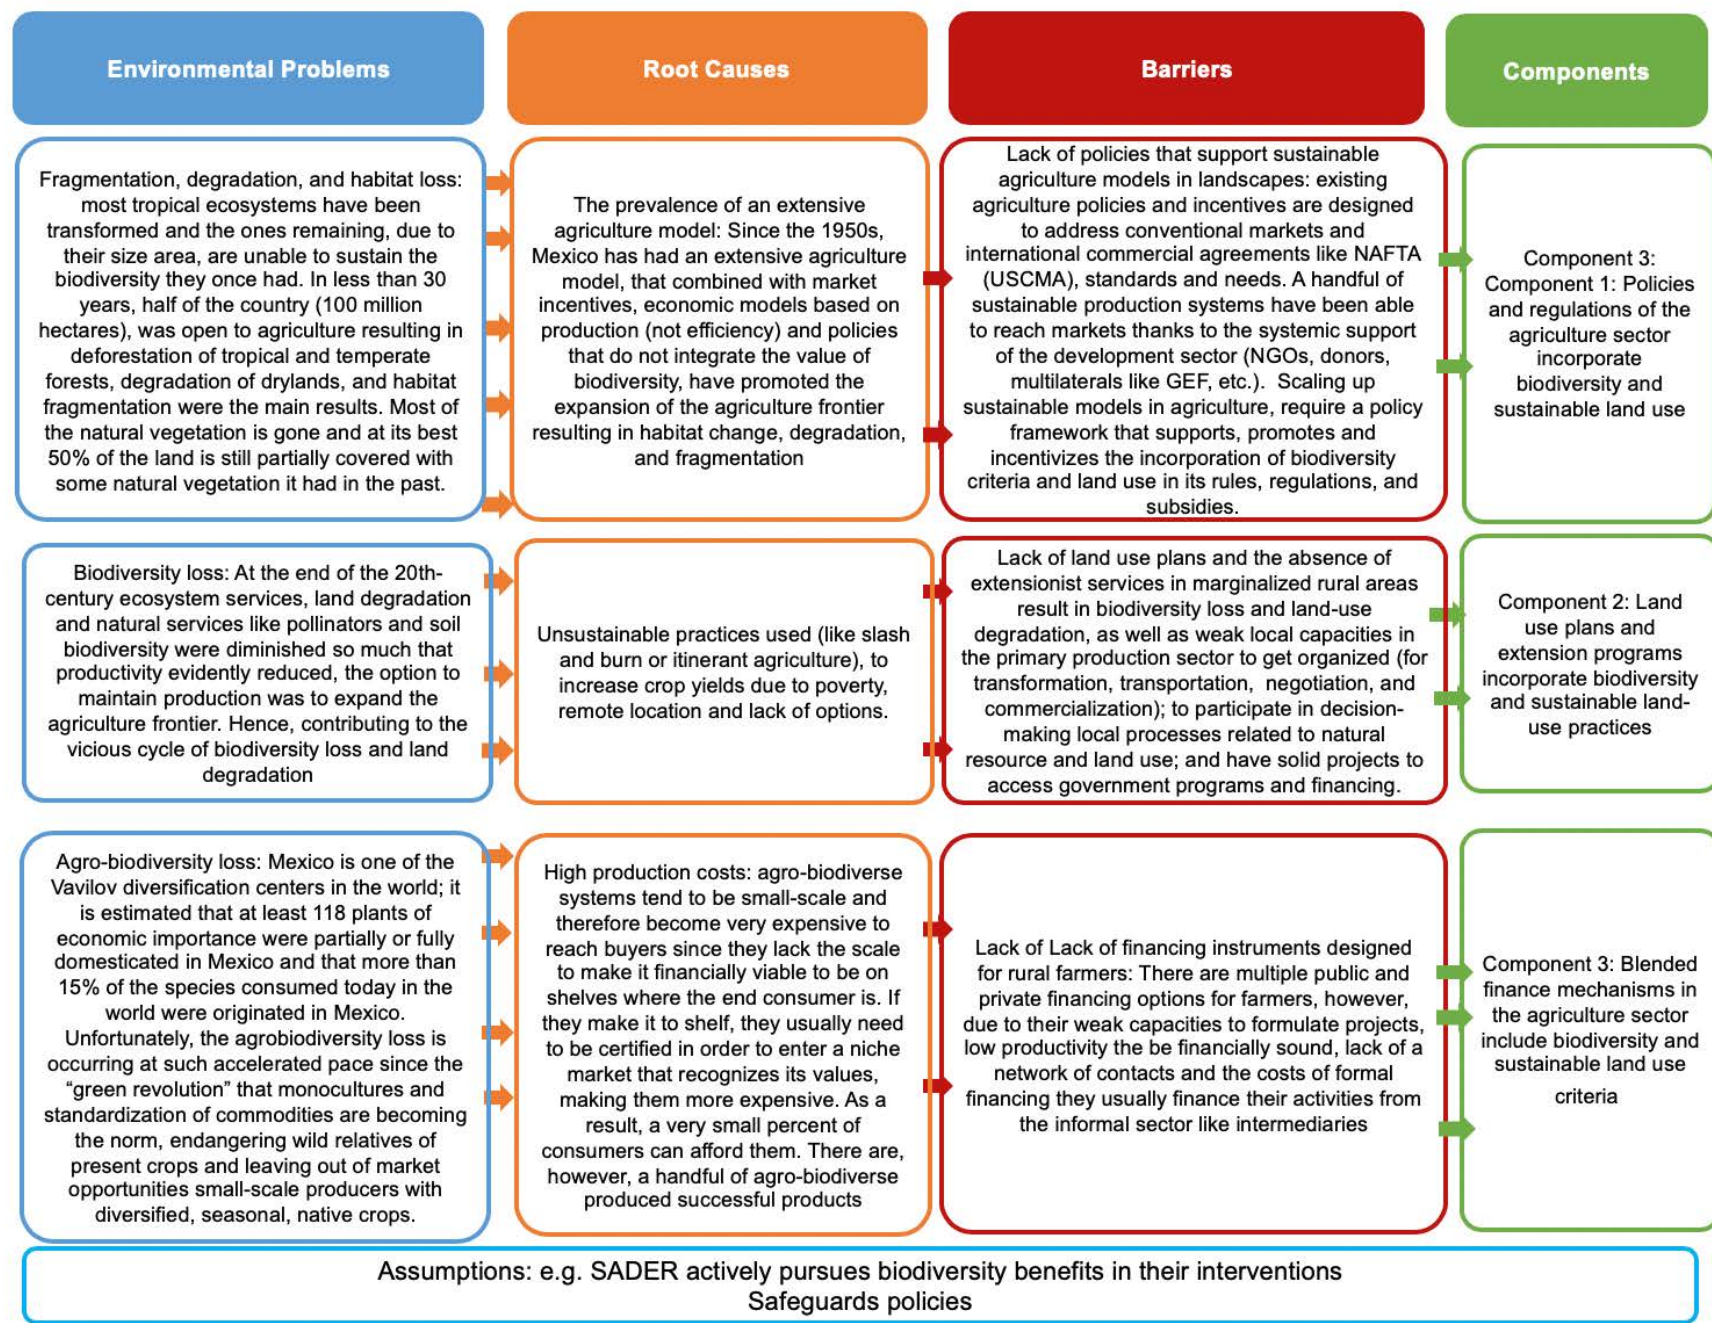 Environmental Problems
Root Causes
Barriers
Components
Fragmentation, degradation, and habitat loss:
most tropical ecosystems have been
transformed and the ones remaining, due to
their size area, are unable to sustain the
biodiversity they once had. In less than 30
years, half of the country (100 million
hectares), was open to agriculture resulting in
deforestation of tropical and temperate
forests, degradation of drylands, and habitat
fragmentation were the main results. Most of
the natural vegetation is gone and at its best
50% of the land is still partially covered with
some natural vegetation it had in the past.
The prevalence of an extensive
agriculture model: Since the 1950s,
Mexico has had an extensive agriculture
model, that combined with market
incentives, economic models based on
production (not efficiency) and policies
that do not integrate the value of
biodiversity, have promoted the
expansion of the agriculture frontier
resulting in habitat change, degradation,
and fragmentation
Lack of policies that support sustainable
agriculture models in landscapes: existing
agriculture policies and incentives are designed
to address conventional markets and
international commercial agreements like NAFTA
(USCMA), standards and needs. A handful of
sustainable production systems have been able
to reach markets thanks to the systemic support
of the development sector (NGOs, donors,
multilaterals like GEF, etc.). Scaling up
sustainable models in agriculture, require a policy
framework that supports, promotes and
incentivizes the incorporation of biodiversity
criteria and land use in its rules, regulations, and
subsidies.
Component 3:
Component 1: Policies
and regulations of the
agriculture sector
incorporate
biodiversity and
sustainable land use
Biodiversity loss: At the end of the 20th-
century ecosystem services, land degradation
and natural services like pollinators and soil
biodiversity were diminished so much that
productivity evidently reduced, the option to
maintain production was to expand the
agriculture frontier. Hence, contributing to the
vicious cycle of biodiversity loss and land
degradation
Unsustainable practices used (like slash
and burn or itinerant agriculture), to
increase crop yields due to poverty,
remote location and lack of options.
Lack of land use plans and the absence of
extensionist services in marginalized rural areas
result in biodiversity loss and land-use
degradation, as well as weak local capacities in
the primary production sector to get organized (for
transformation, transportation, negotiation, and
commercialization); to participate in decision-
making local processes related to natural
resource and land use; and have solid projects to
access government programs and financing.
Component 2: Land
use plans and
extension programs
incorporate biodiversity
and sustainable land-
use practices
Agro-biodiversity loss: Mexico is one of the
Vavilov diversification centers in the world; it
is estimated that at least 118 plants of
economic importance were partially or fully
domesticated in Mexico and that more than
15% of the species consumed today in the
world were originated in Mexico.
Unfortunately, the agrobiodiversity loss is
occurring at such accelerated pace since the
“green revolution” that monocultures and
standardization of commodities are becoming
the norm, endangering wild relatives of
present crops and leaving out of market
opportunities small-scale producers with
diversified, seasonal, native crops.
High production costs: agro-biodiverse
systems tend to be small-scale and
therefore become very expensive to
reach buyers since they lack the scale
to make it financially viable to be on
shelves where the end consumer is. If
they make it to shelf, they usually need
to be certified in order to enter a niche
market that recognizes its values,
making them more expensive. As a
result, a very small percent of
consumers can afford them. There are,
however, a handful of agro-biodiverse
produced successful products
Lack of Lack of financing instruments designed
for rural farmers: There are multiple public and
private financing options for farmers, however,
due to their weak capacities to formulate projects,
low productivity the be financially sound, lack of a
network of contacts and the costs of formal
financing they usually finance their activities from
the informal sector like intermediaries
Component 3: Blended
finance mechanisms in
the agriculture sector
include biodiversity and
sustainable land use
criteria
Assumptions: e.g. SADER actively pursues biodiversity benefits in their interventions
Safeguards policies